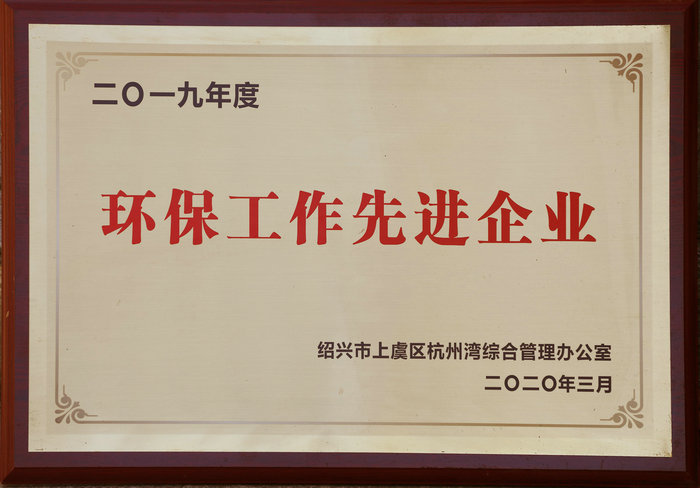 二〇一九年度
环保工作先进企业
绍兴市上虞区杭州湾综合管理办公室
二〇二〇年三月